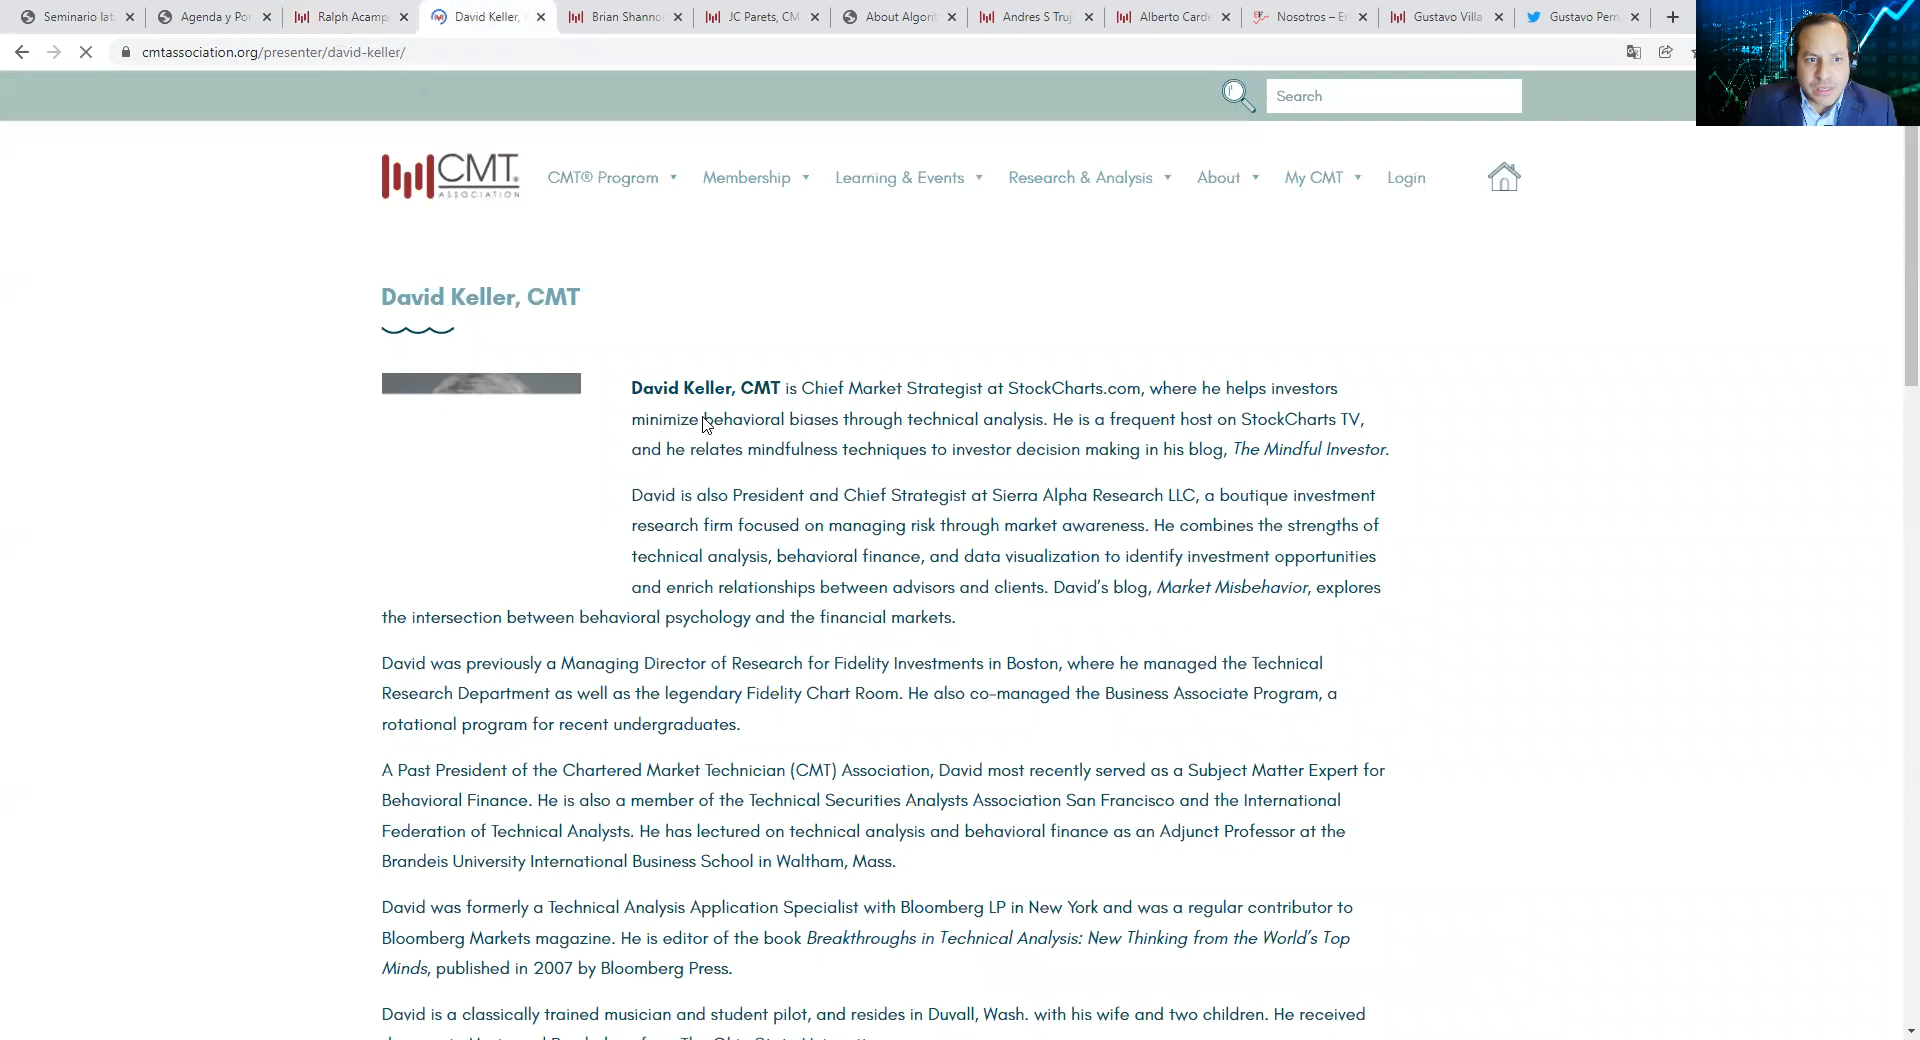 Seminario lat
Agenda y Po
Ralph Acamp
David Keller,
Brian Shanno
JC Parets, CM
About Algorit
Andres S Truj
Alberto Carde
Nosotros – E
Gustavo Villa
Gustavo Pern
cmtassociation.org/presenter/david-keller/
44.291
Search
CMT
ASSOCIATION
CMT® Program
Membership
Learning & Events
Research & Analysis
About
My CMT
Login
David Keller, CMT
David Keller, CMT is Chief Market Strategist at StockCharts.com, where he helps investors
minimize behavioral biases through technical analysis. He is a frequent host on StockCharts TV,
and he relates mindfulness techniques to investor decision making in his blog, The Mindful Investor.
David is also President and Chief Strategist at Sierra Alpha Research LLC, a boutique investment
research firm focused on managing risk through market awareness. He combines the strengths of
technical analysis, behavioral finance, and data visualization to identify investment opportunities
and enrich relationships between advisors and clients. David's blog, Market Misbehavior, explores
the intersection between behavioral psychology and the financial markets.
David was previously a Managing Director of Research for Fidelity Investments in Boston, where he managed the Technical
Research Department as well as the legendary Fidelity Chart Room. He also co-managed the Business Associate Program, a
rotational program for recent undergraduates.
A Past President of the Chartered Market Technician (CMT) Association, David most recently served as a Subject Matter Expert for
Behavioral Finance. He is also a member of the Technical Securities Analysts Association San Francisco and the International
Federation of Technical Analysts. He has lectured on technical analysis and behavioral finance as an Adjunct Professor at the
Brandeis University International Business School in Waltham, Mass.
David was formerly a Technical Analysis Application Specialist with Bloomberg LP in New York and was a regular contributor to
Bloomberg Markets magazine. He is editor of the book Breakthroughs in Technical Analysis: New Thinking from the World's Top
Minds, published in 2007 by Bloomberg Press.
David is a classically trained musician and student pilot, and resides in Duvall, Wash. with his wife and two children. He received